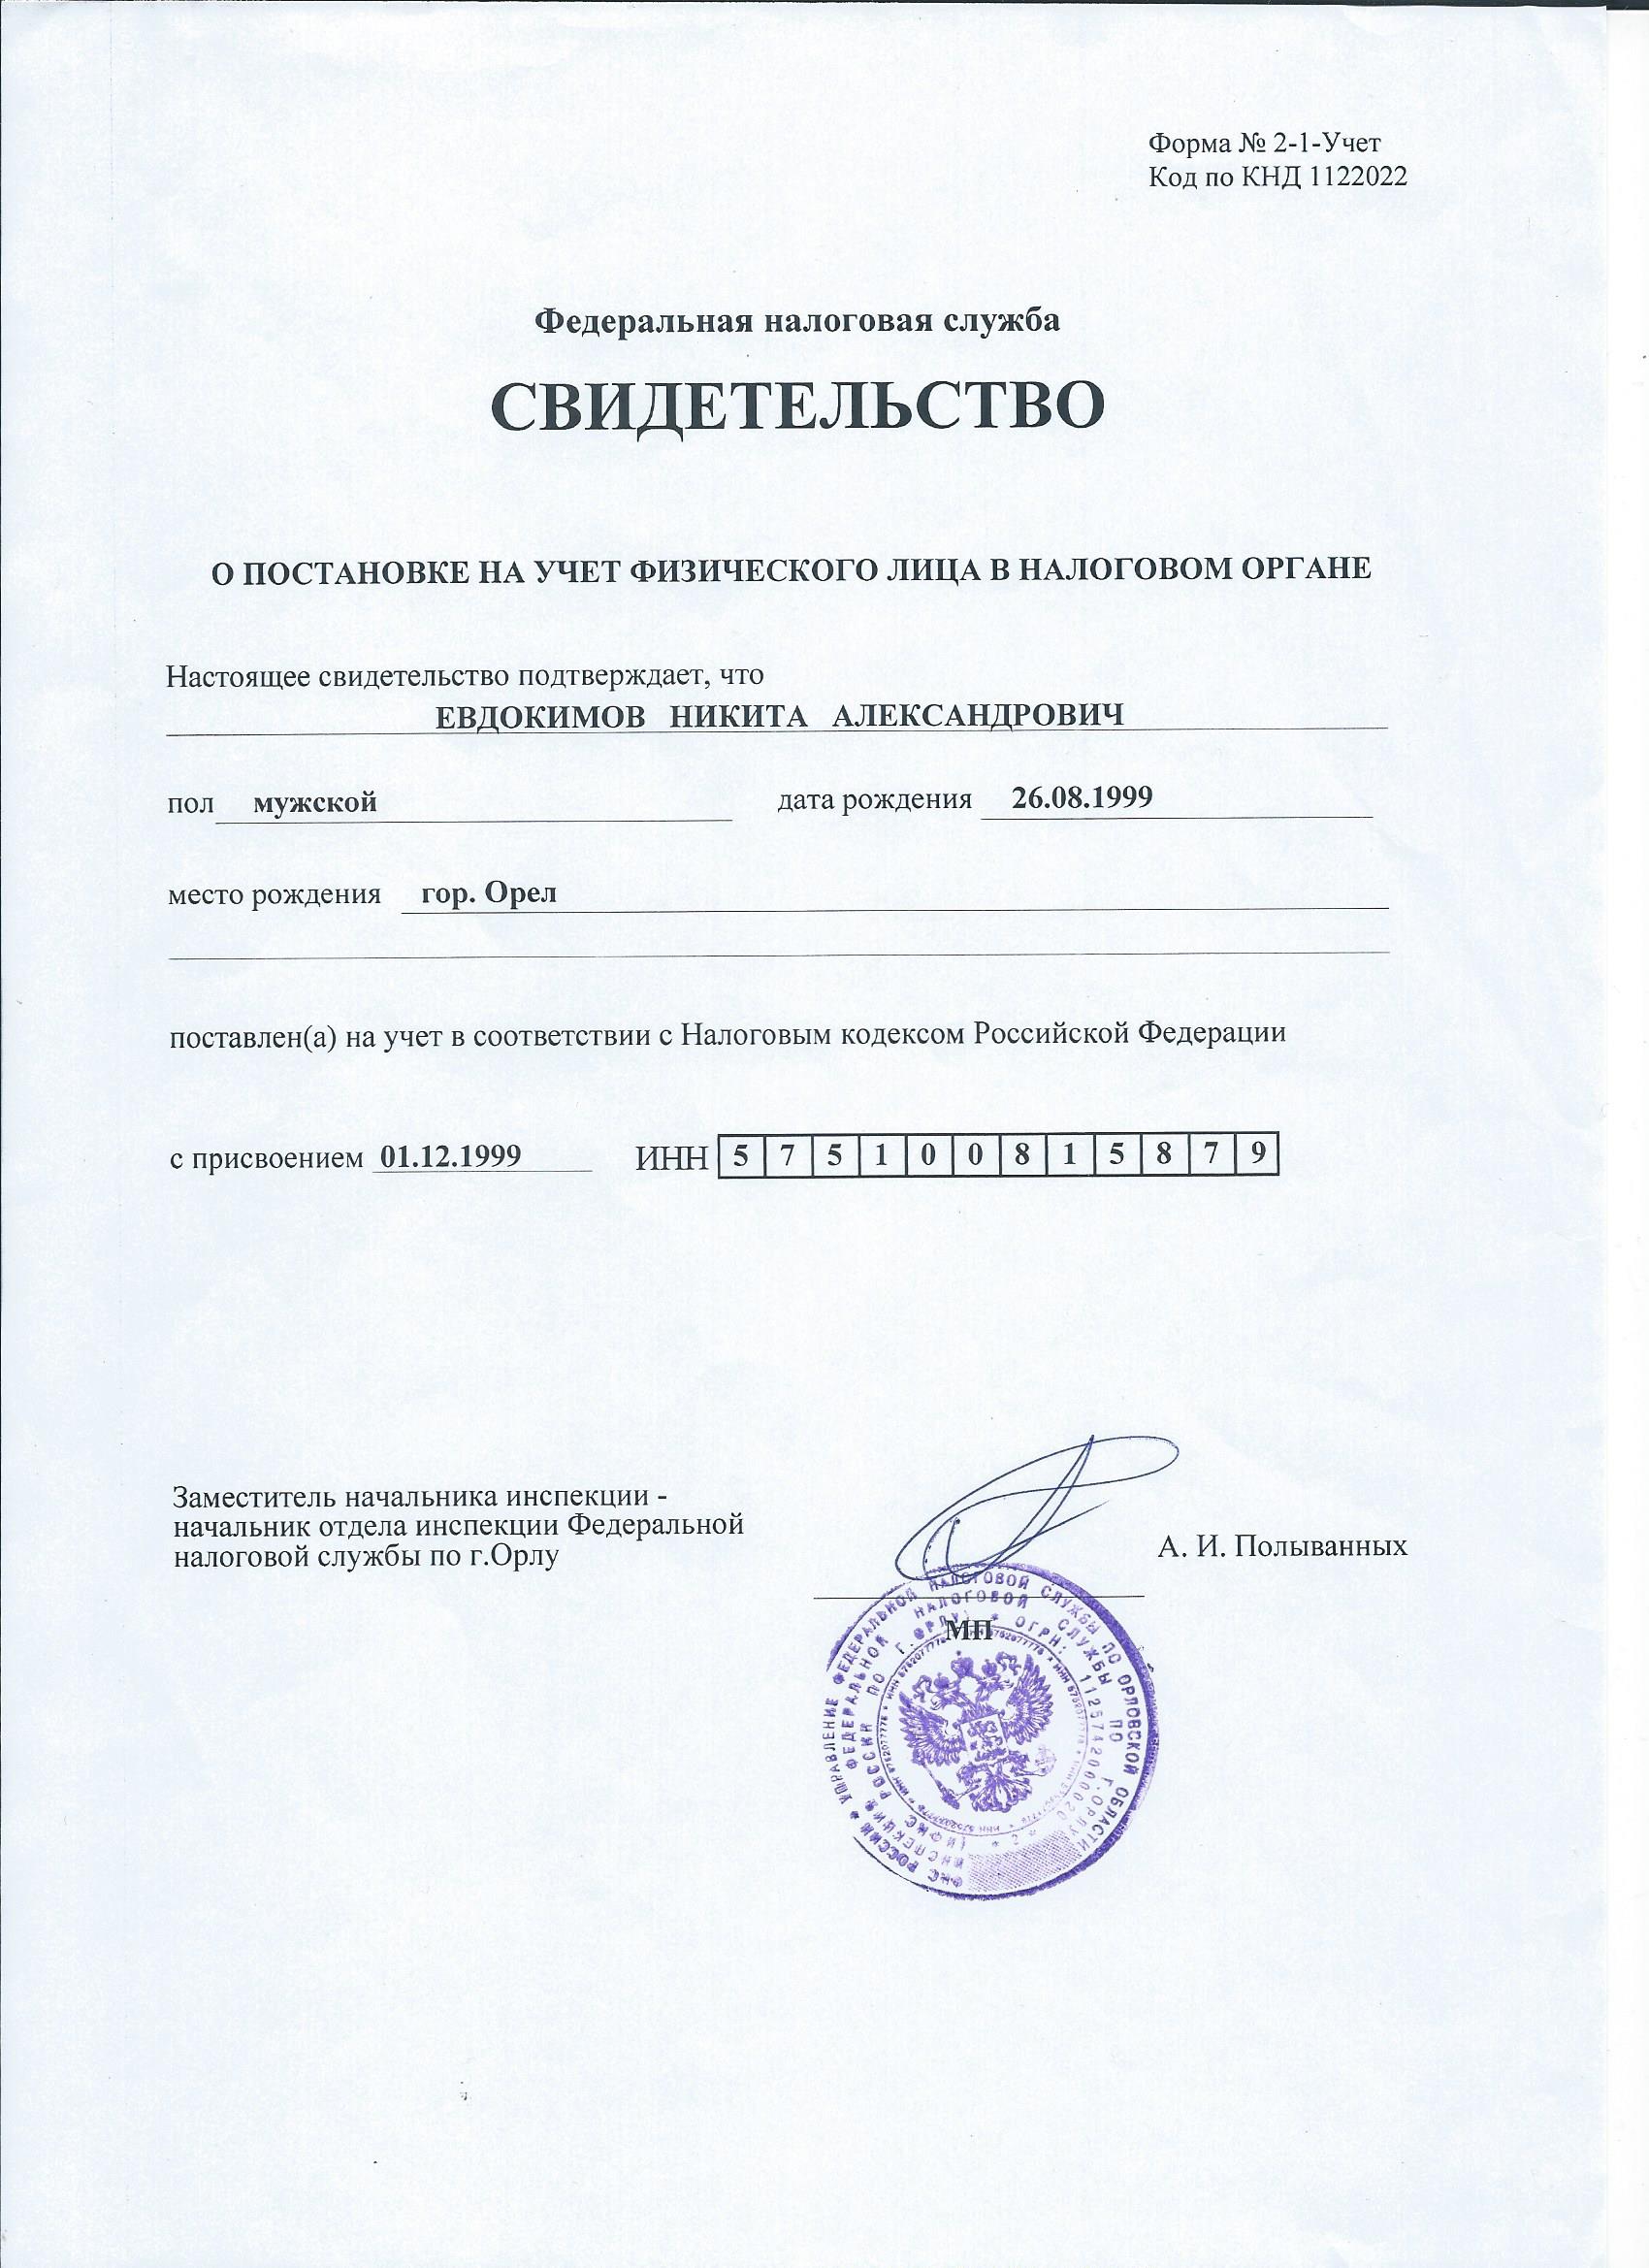 Форма № 2-1-Учет
Код по КНД 1122022
Федеральная налоговая служба
СВИДЕТЕЛЬСТВО
О ПОСТАНОВКЕ НА УЧЕТ ФИЗИЧЕСКОГО ЛИЦА В НАЛОГОВОМ ОРГАНЕ
Настоящее свидетельство подтверждает, что
ЕВДОКИМОВ НИКИТА АЛЕКСАНДРОВИЧ
пол мужской дата рождения 26.08.1999
место рождения гор. Орел
поставлен(а) на учет в соответствии с Налоговым кодексом Российской Федерации
с присвоением 01.12.1999 ИНН 5 7 5 1 0 0 8 1 5 8 7 9
Заместитель начальника инспекции -
начальник отдела инспекции Федеральной
налоговой службы по г.Орлу
А. И. Полыванных
МП
ФНС РОССИИ * УПРАВЛЕНИЕ ФЕДЕРАЛЬНОЙ НАЛОГОВОЙ СЛУЖБЫ ПО ОРЛОВСКОЙ ОБЛАСТИ
ИНСПЕКЦИЯ ФЕДЕРАЛЬНОЙ НАЛОГОВОЙ СЛУЖБЫ ПО Г.ОРЛУ
(ИФНС РОССИИ ПО Г. ОРЛУ) * ОГРН: